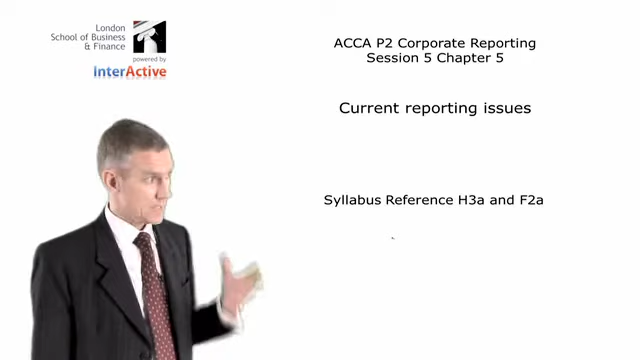 London
School of Business
& Finance
powered by
InterActive
ACCA P2 Corporate Reporting
Session 5 Chapter 5
Current reporting issues
Syllabus Reference H3a and F2a